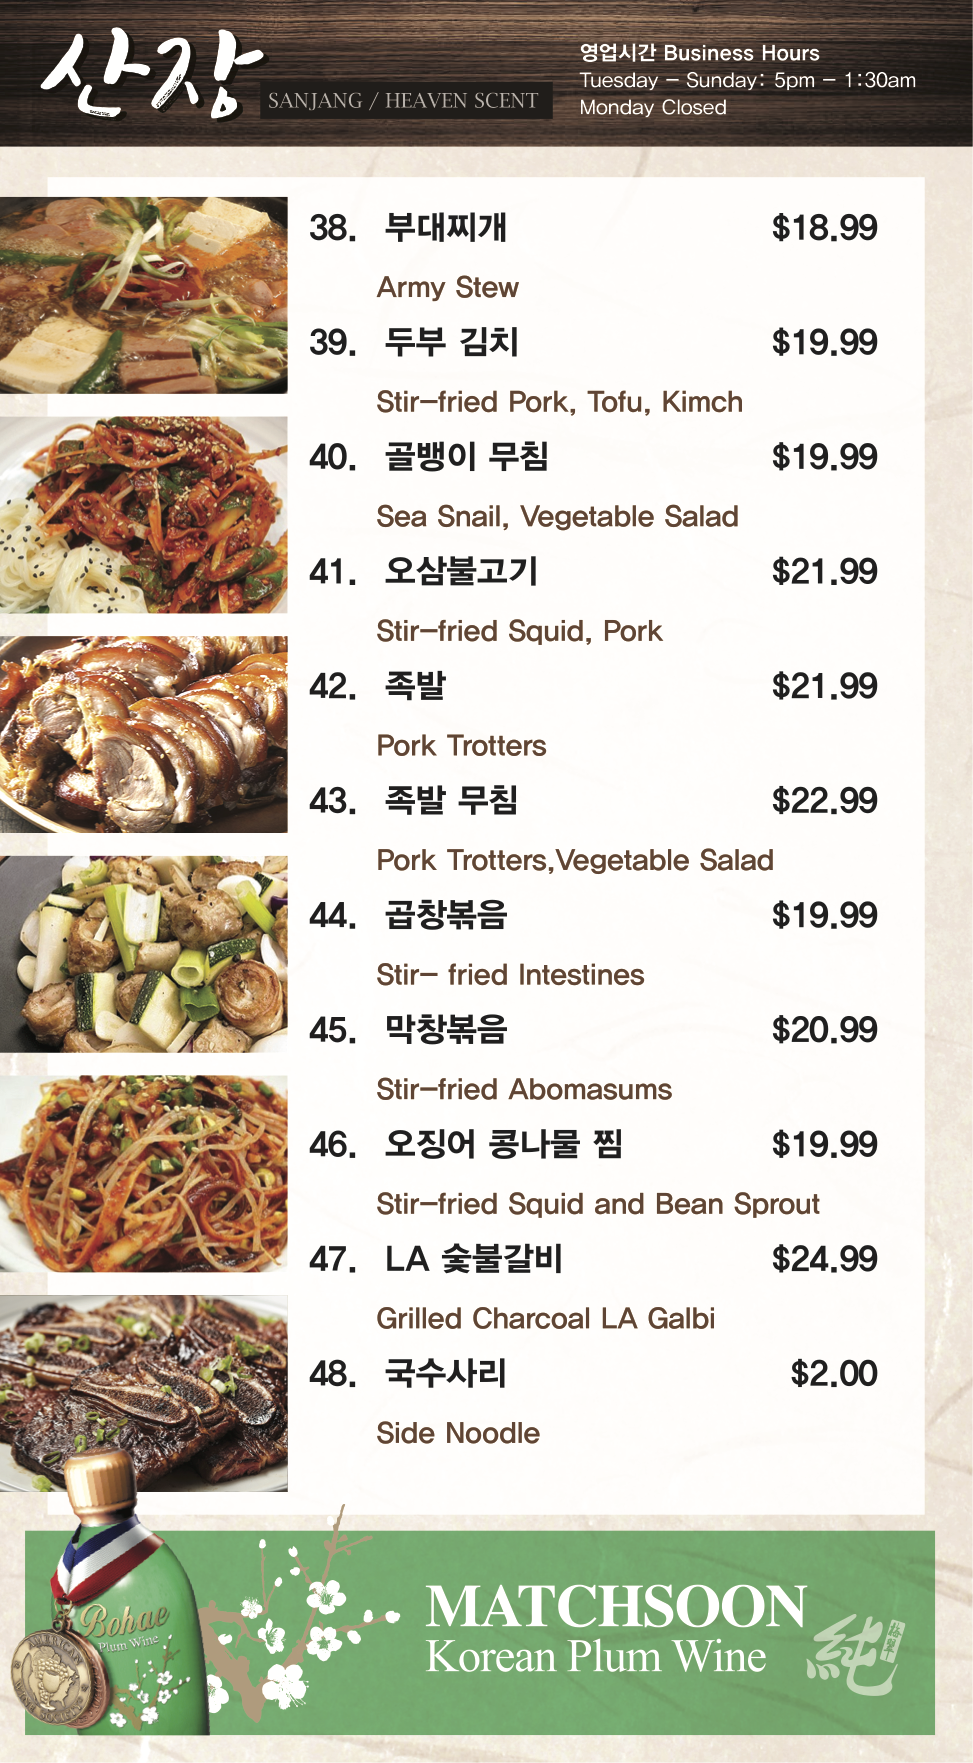 산장
SANJANG / HEAVEN SCENT
영업시간 Business Hours
Tuesday - Sunday: 5pm - 1:30am
Monday Closed
38. 부대찌개 $18.99
Army Stew
39. 두부 김치 $19.99
Stir-fried Pork, Tofu, Kimch
40. 골뱅이 무침 $19.99
Sea Snail, Vegetable Salad
41. 오삼불고기 $21.99
Stir-fried Squid, Pork
42. 족발 $21.99
Pork Trotters
43. 족발 무침 $22.99
Pork Trotters,Vegetable Salad
44. 곱창볶음 $19.99
Stir- fried Intestines
45. 막창볶음 $20.99
Stir-fried Abomasums
46. 오징어 콩나물 찜 $19.99
Stir-fried Squid and Bean Sprout
47. LA 숯불갈비 $24.99
Grilled Charcoal LA Galbi
48. 국수사리 $2.00
Side Noodle
Bohae
Plum Wine
AMERICAN
WINE SOCIETY
MATCHSOON
Korean Plum Wine
純